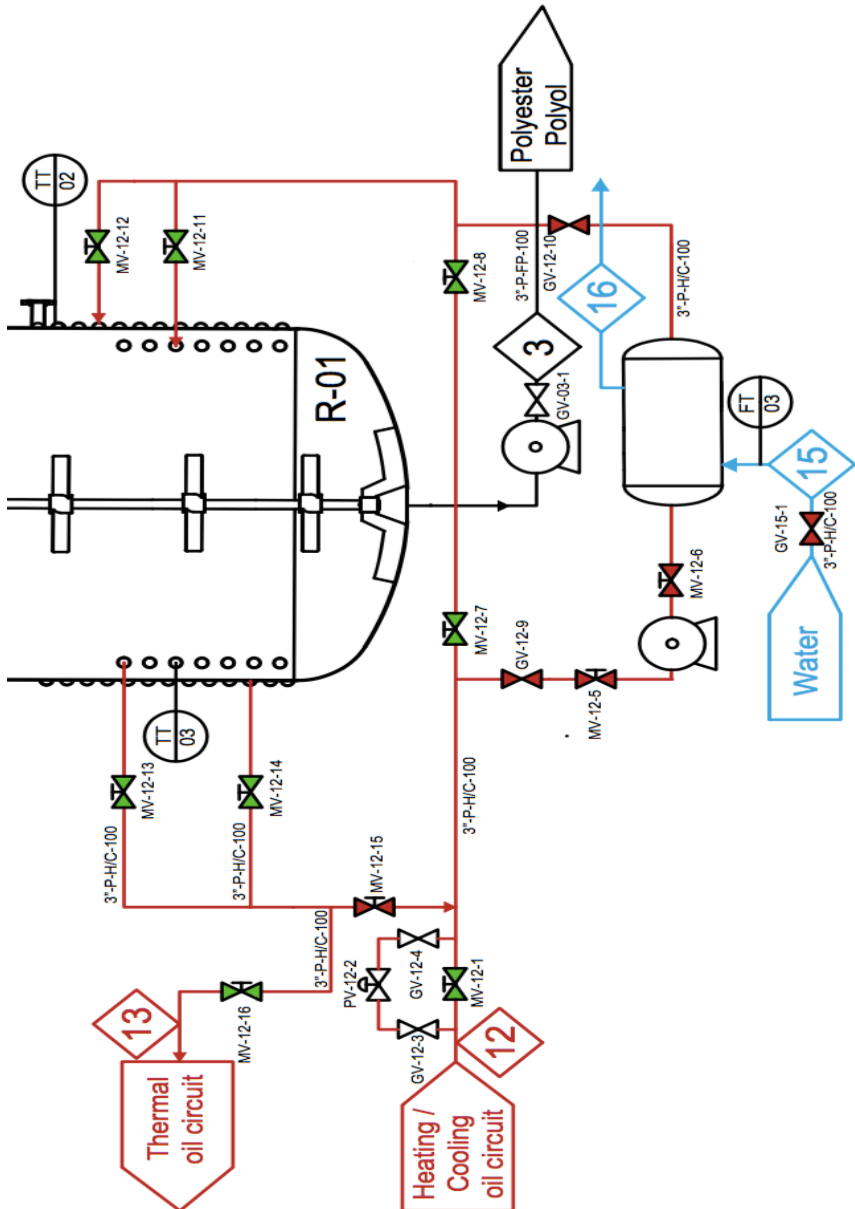 TT
02
MV-12-12
MV-12-11
Polyester
Polyol
MV-12-8
3"-P-FP-100
GV-12-10
16
3"-P-H/C-100
R-01
3
GV-03-1
FT
03
15
GV-15-1
3"-P-H/C-100
Water
MV-12-6
MV-12-7
GV-12-9
MV-12-5
TT
03
MV-12-13
MV-12-14
3"-P-H/C-100
3"-P-H/C-100
3"-P-H/C-100
MV-12-15
3"-P-H/C-100
PV-12-2
GV-12-4
MV-12-1
GV-12-3
MV-12-16
13
Thermal
oil circuit
12
Heating /
Cooling
oil circuit